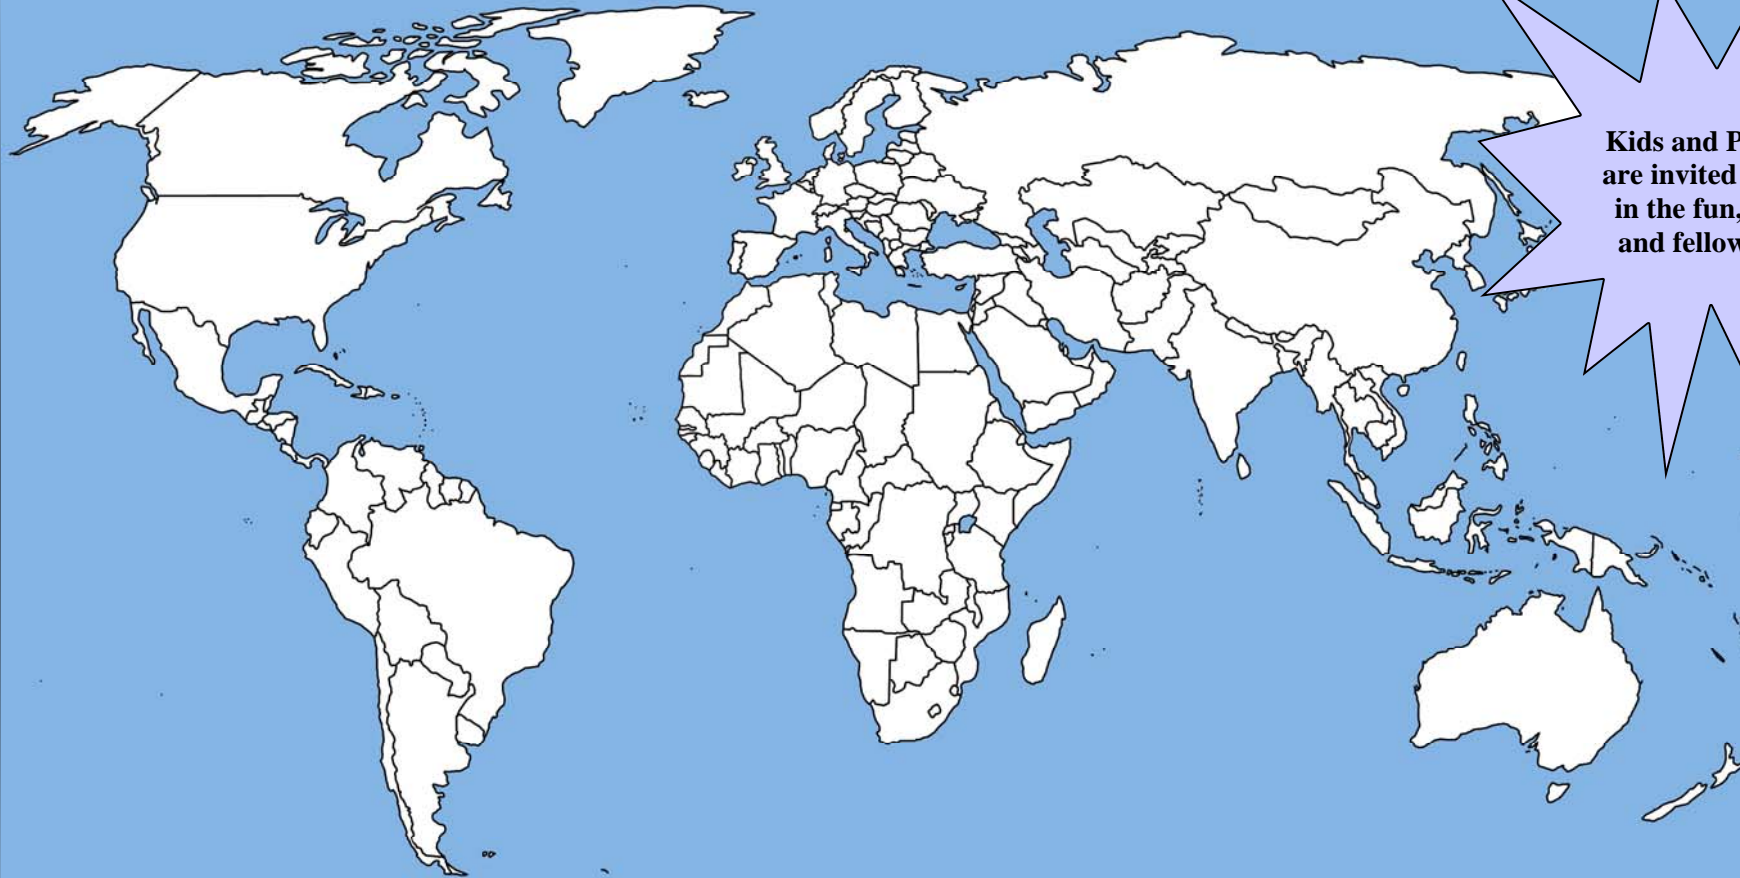 Kids and P
are invited
in the fun,
and fellow